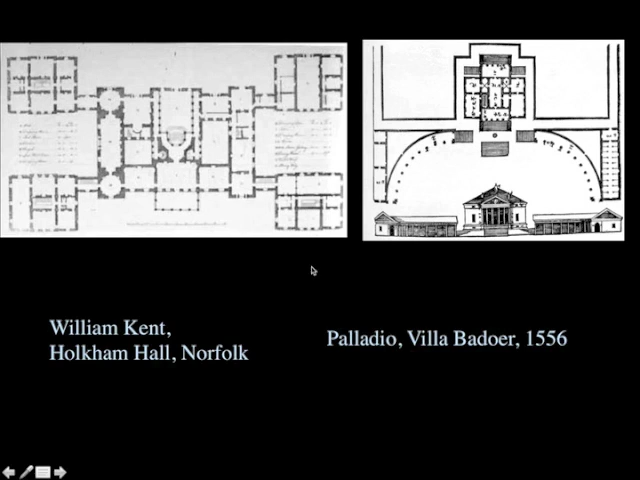 William Kent,
Holkham Hall, Norfolk
Palladio, Villa Badoer, 1556